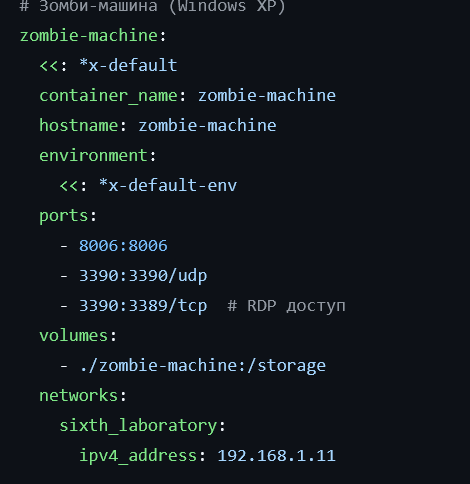 # Зомби-машина (Windows XP)
zombie-machine:
  <<: *x-default
  container_name: zombie-machine
  hostname: zombie-machine
  environment:
    <<: *x-default-env
  ports:
    - 8006:8006
    - 3390:3390/udp
    - 3390:3389/tcp  # RDP доступ
  volumes:
    - ./zombie-machine:/storage
  networks:
    sixth_laboratory:
      ipv4_address: 192.168.1.11